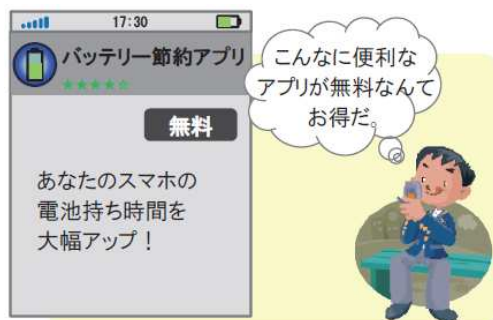 17:30
バッテリー節約アプリ
無料
あなたのスマホの
電池持ち時間を
大幅アップ！
こんなに便利な
アプリが無料なんて
お得だ。